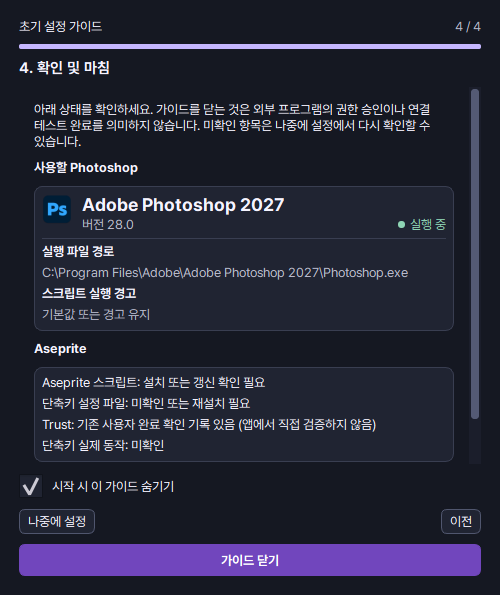 초기 설정 가이드
4 / 4
4. 확인 및 마침
아래 상태를 확인하세요. 가이드를 닫는 것은 외부 프로그램의 권한 승인이나 연결
테스트 완료를 의미하지 않습니다. 미확인 항목은 나중에 설정에서 다시 확인할 수
있습니다.
사용할 Photoshop
Ps
Adobe Photoshop 2027
버전 28.0
실행 중
실행 파일 경로
C:\Program Files\Adobe\Adobe Photoshop 2027\Photoshop.exe
스크립트 실행 경고
기본값 또는 경고 유지
Aseprite
Aseprite 스크립트: 설치 또는 갱신 확인 필요
단축키 설정 파일: 미확인 또는 재설치 필요
Trust: 기존 사용자 완료 확인 기록 있음 (앱에서 직접 검증하지 않음)
단축키 실제 동작: 미확인
시작 시 이 가이드 숨기기
나중에 설정
이전
가이드 닫기